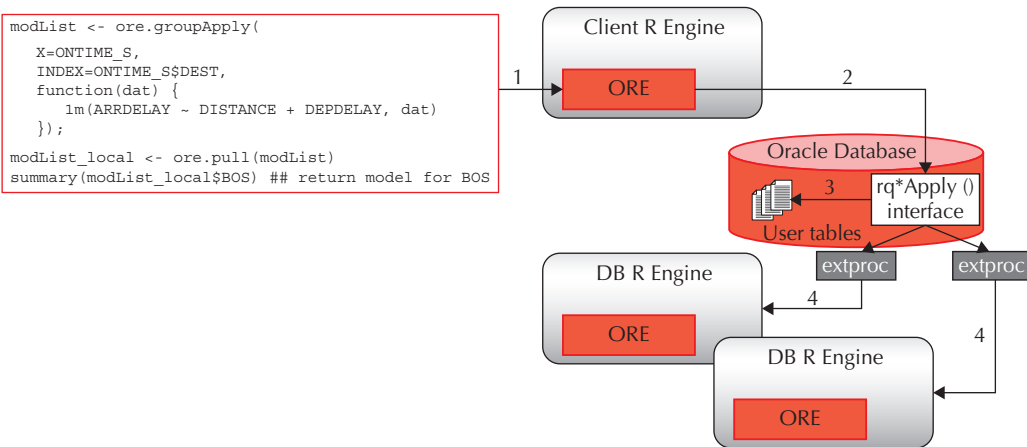 modList <- ore.groupApply(
X=ONTIME_S,
INDEX=ONTIME_S$DEST,
function(dat) {
1m(ARRDELAY ~ DISTANCE + DEPDELAY, dat)
});
modList_local <- ore.pull(modList)
summary(modList_local$BOS) ## return model for BOS
1
Client R Engine
ORE
2
Oracle Database
3
rq*Apply ()
interface
User tables
extproc
extproc
DB R Engine
4
ORE
4
DB R Engine
ORE